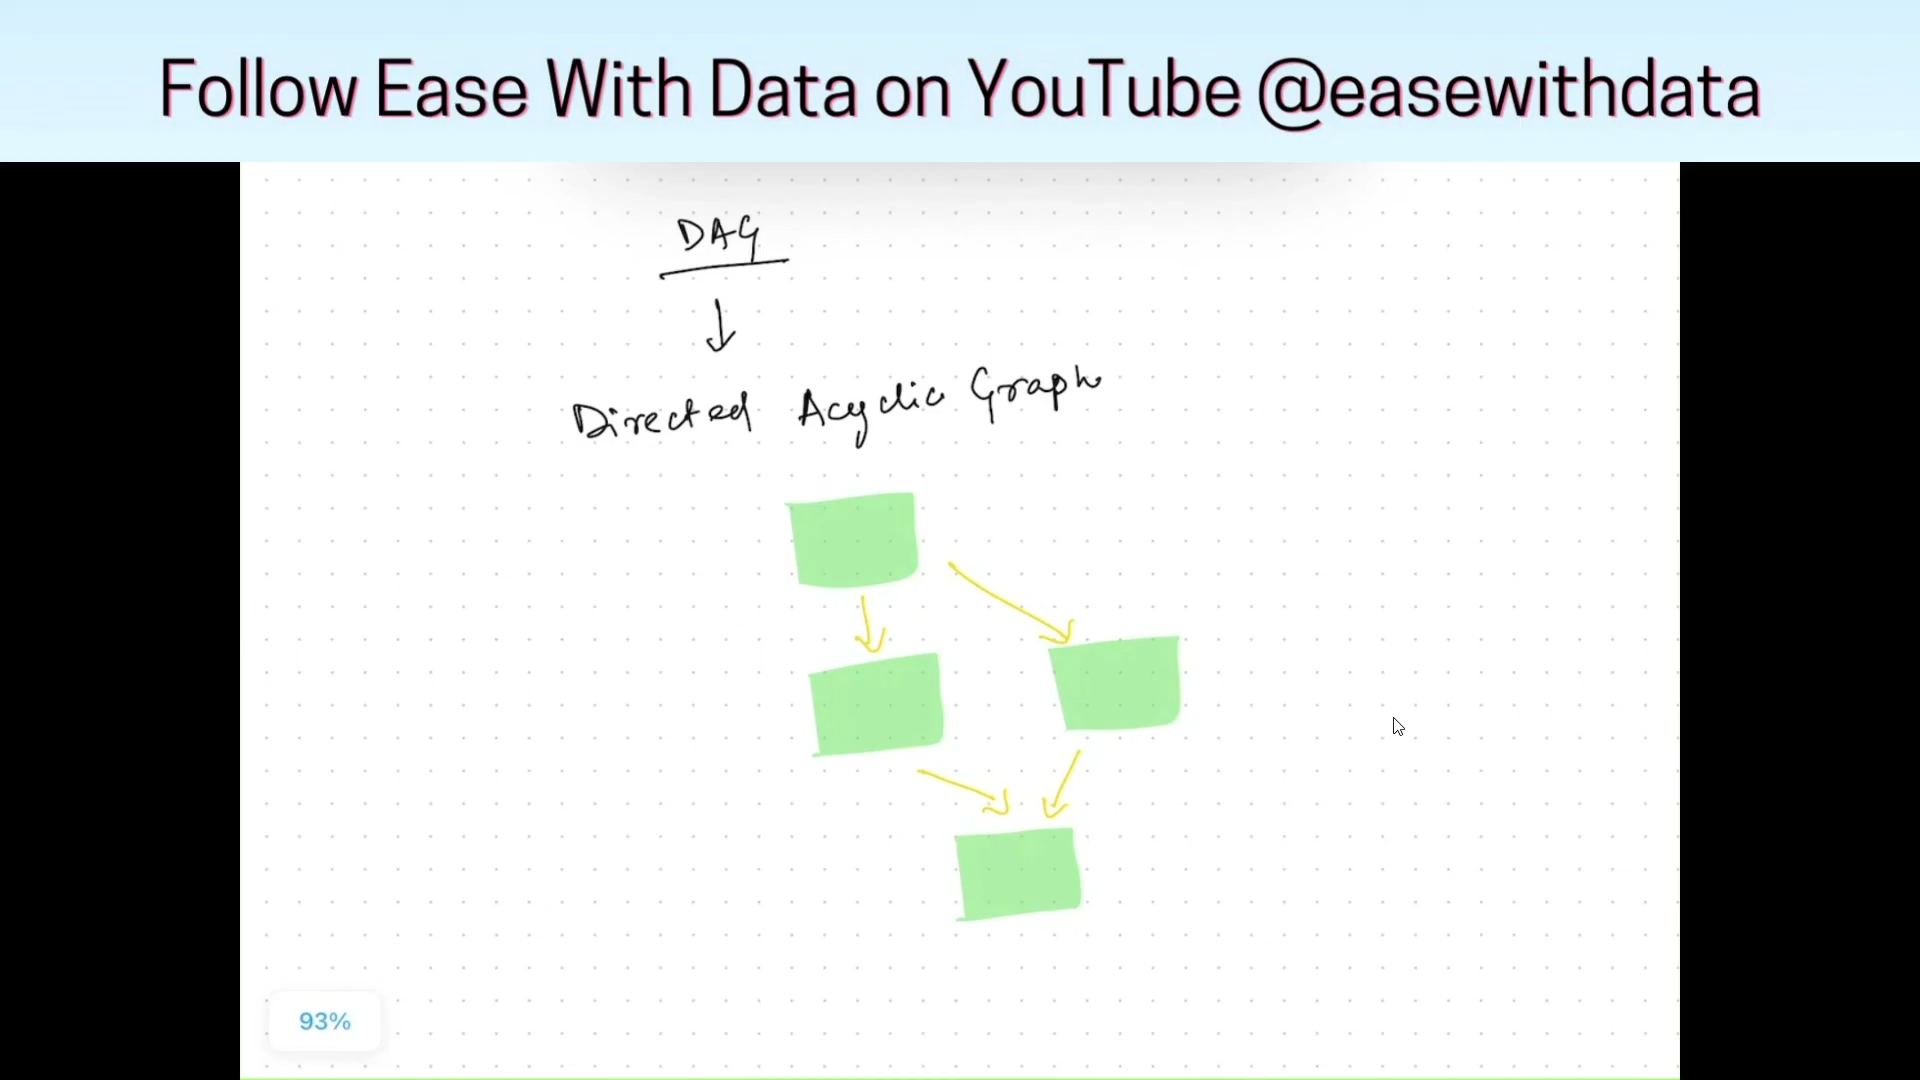 Follow Ease With Data on YouTube @easewithdata
DAG
Directed Acyclic Graph
93%